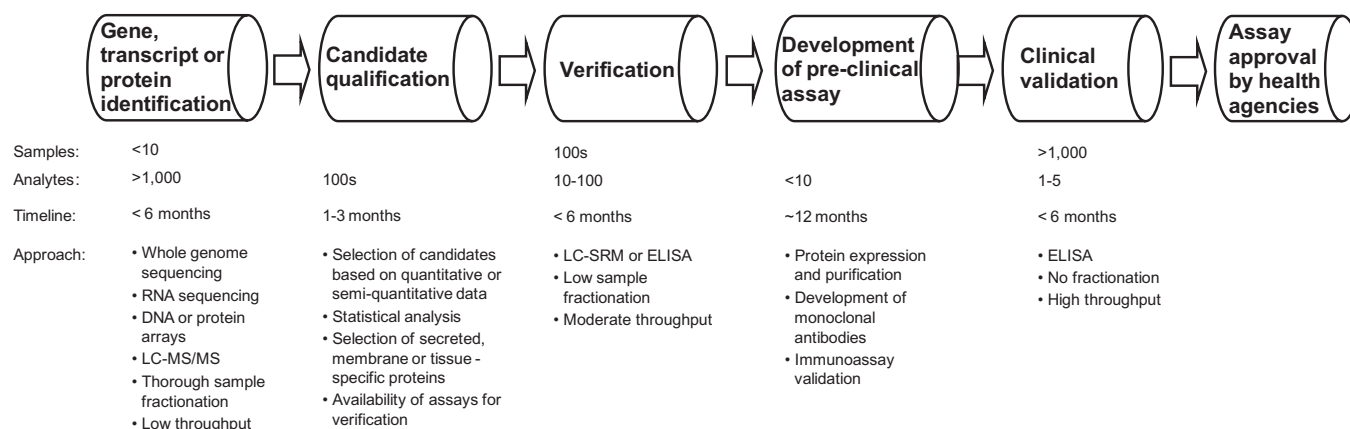 Gene,
transcript or
protein
identification
Candidate
qualification
Verification
Development
of pre-clinical
assay
Clinical
validation
Assay
approval
by health
agencies
Samples: <10 100s >1,000
Analytes: >1,000 100s 10-100 <10 1-5
Timeline: < 6 months 1-3 months < 6 months ~12 months < 6 months
Approach:
• Whole genome
sequencing
• RNA sequencing
• DNA or protein
arrays
• LC-MS/MS
• Thorough sample
fractionation
• Low throughput
• Selection of candidates
based on quantitative or
semi-quantitative data
• Statistical analysis
• Selection of secreted,
membrane or tissue -
specific proteins
• Availability of assays for
verification
• LC-SRM or ELISA
• Low sample
fractionation
• Moderate throughput
• Protein expression
and purification
• Development of
monoclonal
antibodies
• Immunoassay
validation
• ELISA
• No fractionation
• High throughput